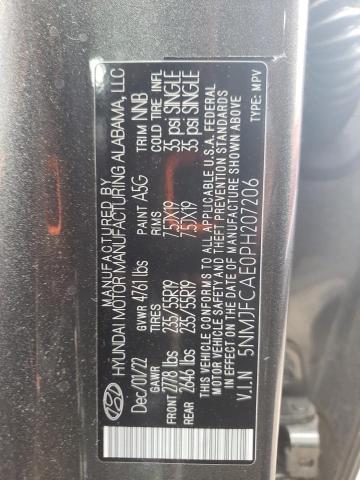 MANUFACTURED BY
HYUNDAI MOTOR MANUFACTURING ALABAMA, LLC
Dec/01/22 GVWR 4761 lbs PAINT A5G TRIM NNB
GAWR TIRES RIMS COLD TIRE INFL
FRONT 2778 lbs 235/55R19 7.5JX19 35 psi SINGLE
REAR 2646 lbs 235/55R19 7.5JX19 35 psi SINGLE
THIS VEHICLE CONFORMS TO ALL APPLICABLE U.S.A. FEDERAL
MOTOR VEHICLE SAFETY AND THEFT PREVENTION STANDARDS
IN EFFECT ON THE DATE OF MANUFACTURE SHOWN ABOVE
V.I.N 5NMJFCAE0PH207206 TYPE: MPV